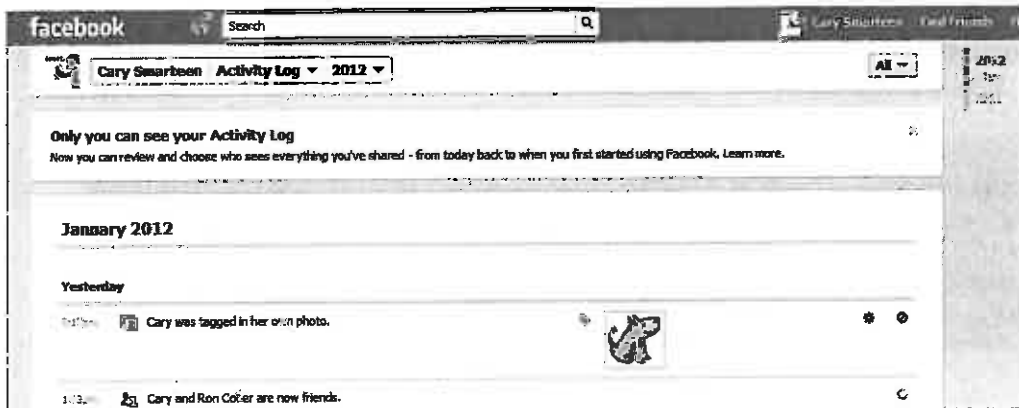 facebook Search Cary Smarteen Find Friends
Cary Smarteen Activity Log 2012 All 2012
Only you can see your Activity Log
Now you can review and choose who sees everything you've shared - from today back to when you first started using Facebook. Learn more.
January 2012
Yesterday
Cary was tagged in her own photo.
Cary and Ron are now friends.